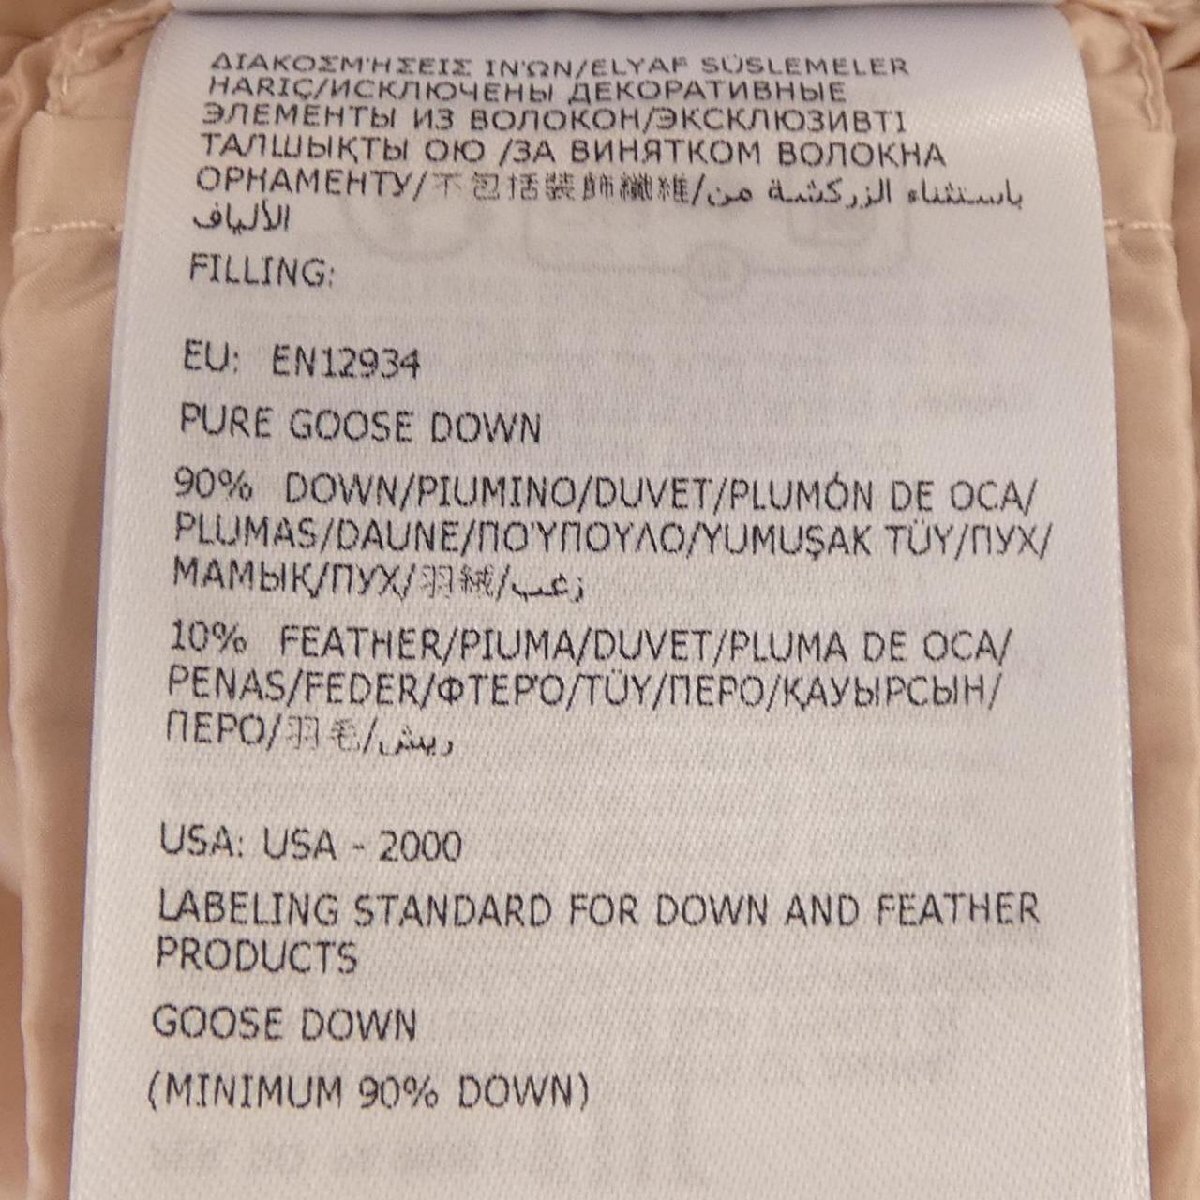 ΔΙΑΚΟΣΜΉΣΕΙΣ ΙΝΏΝ/ELYAF SÜSLEMELER
HARIÇ/ИСКЛЮЧЕНЫ ДЕКОРАТИВНЫЕ
ЭЛЕМЕНТЫ ИЗ ВОЛОКОН/ЭКСКЛЮЗИВТІ
ТАЛШЫҚТЫ ОЮ /ЗА ВИНЯТКОМ ВОЛОКНА
ОРНАМЕНТУ/不包括装飾纖維/باستثناء الزركشة من
الألياف
FILLING:
EU: EN12934
PURE GOOSE DOWN
90% DOWN/PIUMINO/DUVET/PLUMÓN DE OCA/
PLUMAS/DAUNE/ΠΟΎΠΟΥΛΟ/YUMUŞAK TÜY/ПУХ/
МАМЫҚ/ПУХ/羽絨/زغب
10% FEATHER/PIUMA/DUVET/PLUMA DE OCA/
PENAS/FEDER/ΦΤΕΡΌ/TÜY/ПЕРО/ҚАУЫРСЫН/
ПЕРО/羽毛/ريش
USA: USA - 2000
LABELING STANDARD FOR DOWN AND FEATHER
PRODUCTS
GOOSE DOWN
(MINIMUM 90% DOWN)